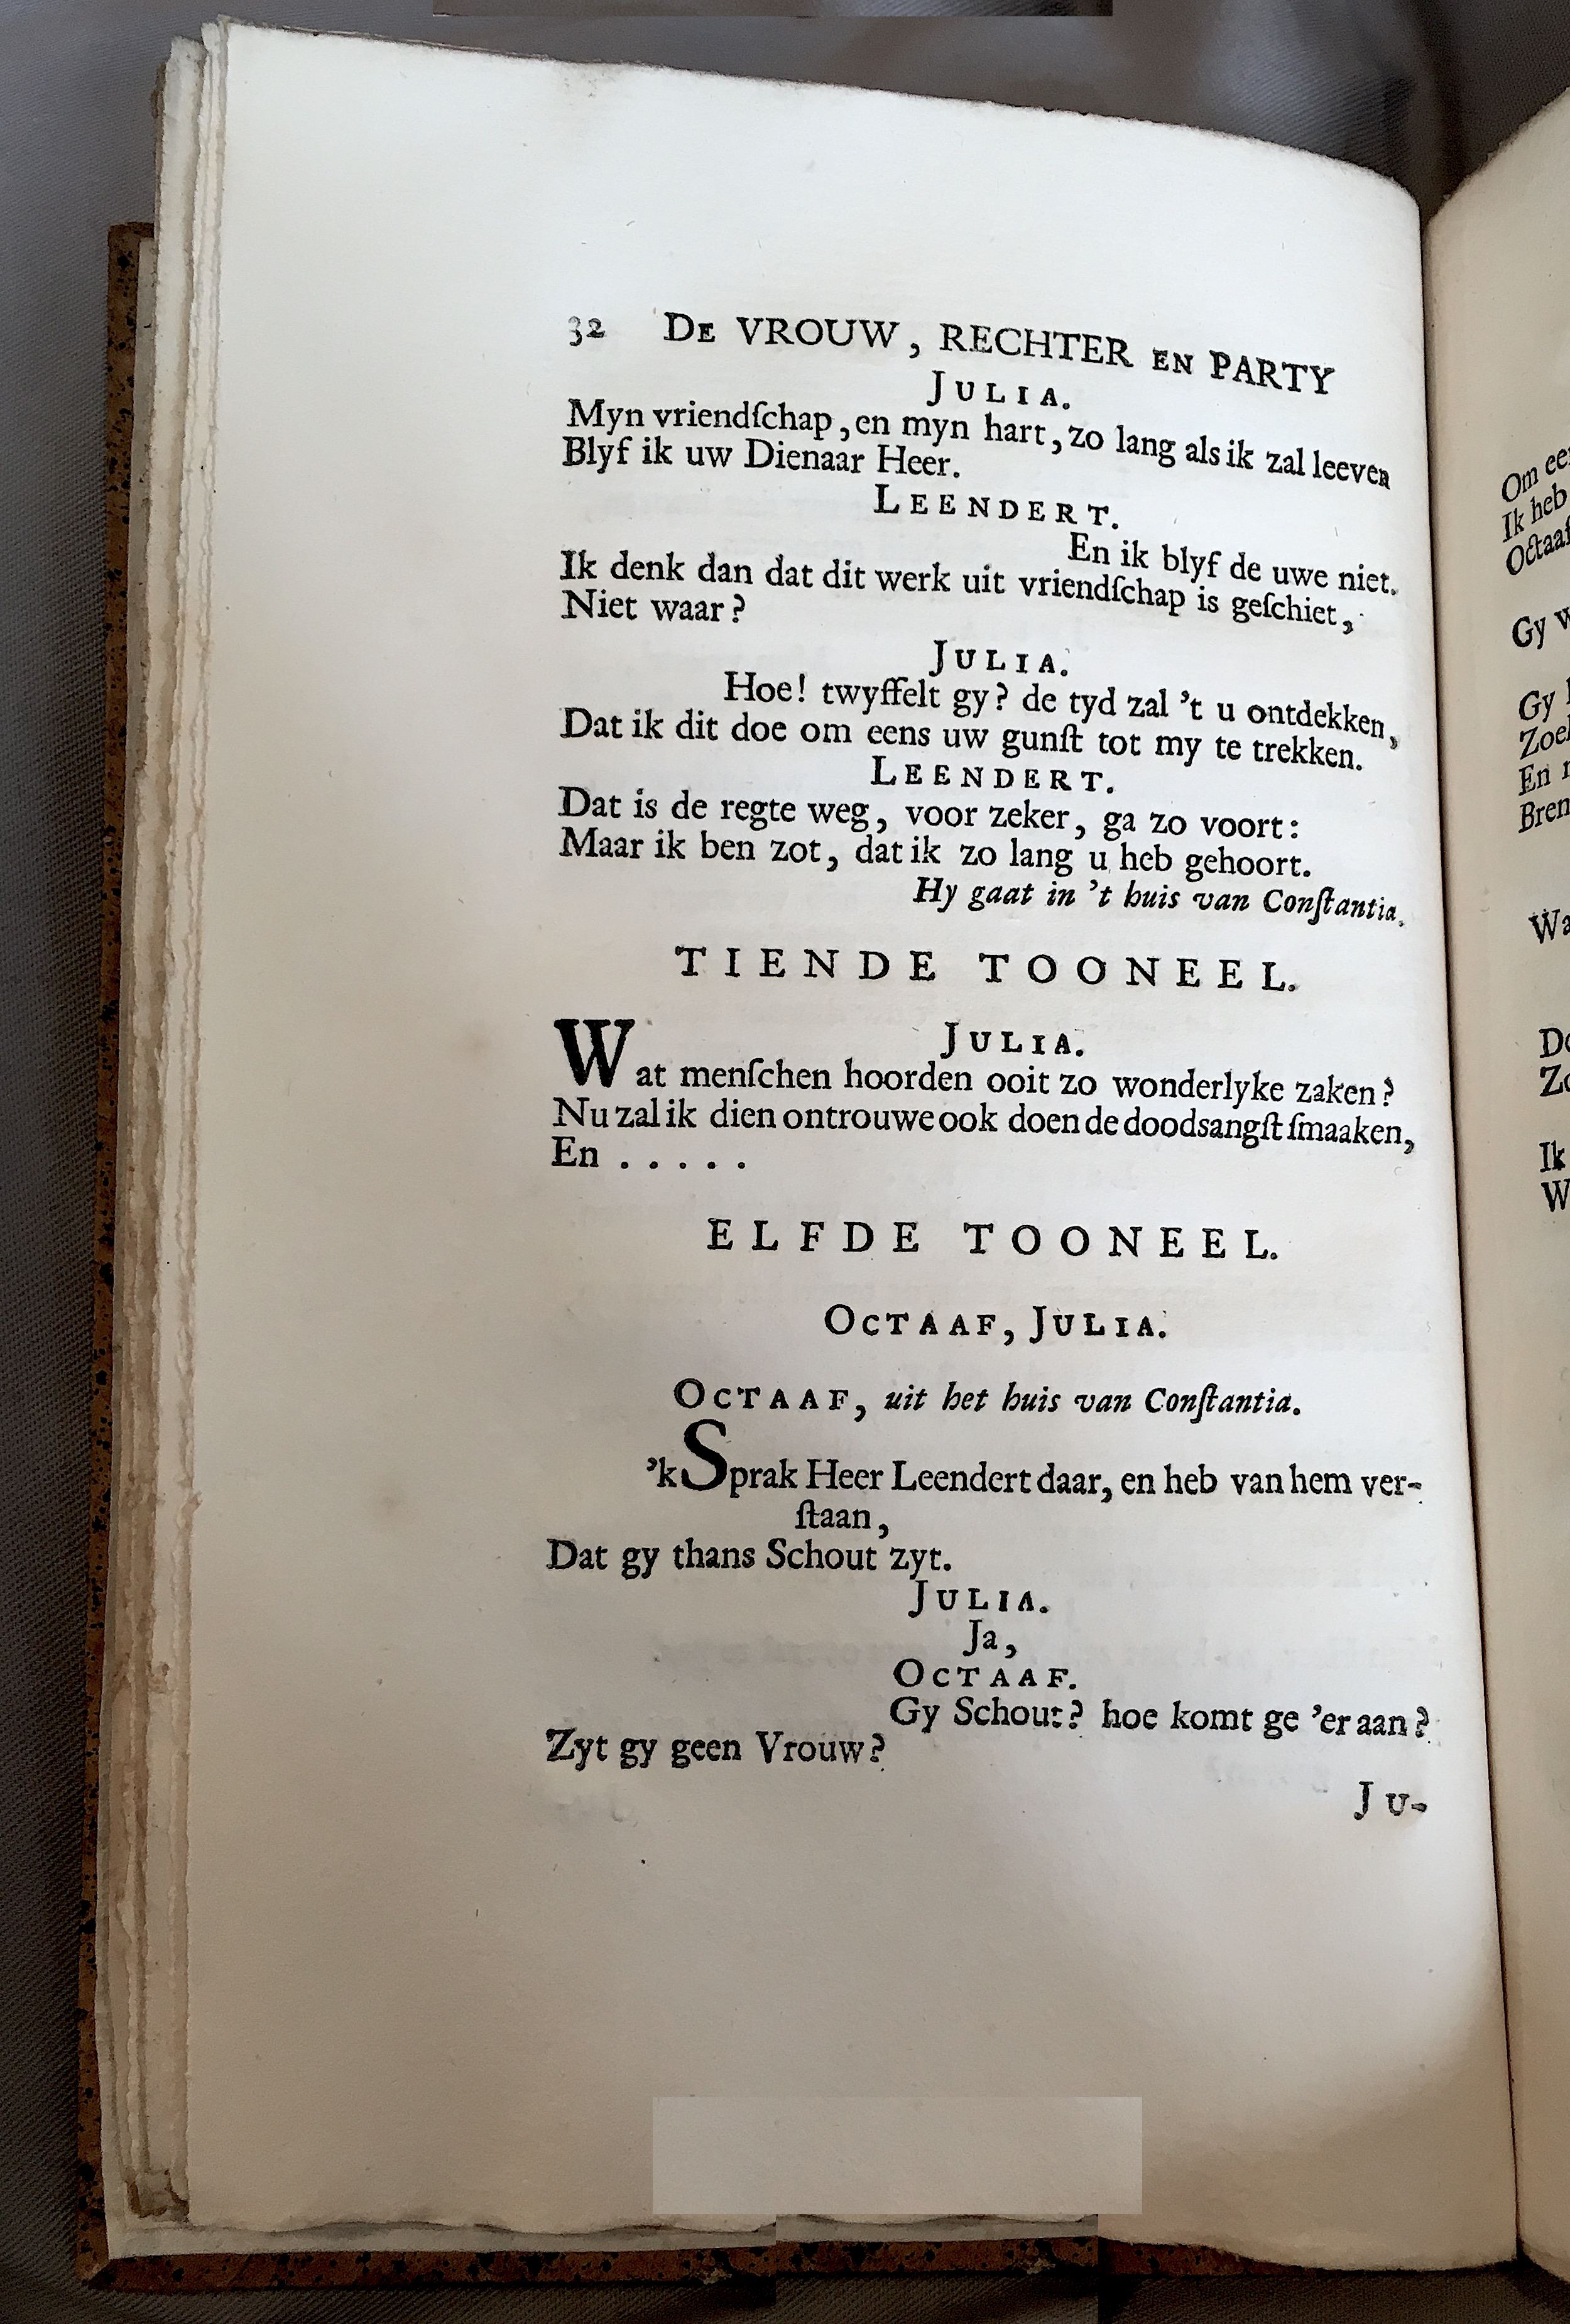 32 De VROUW, RECHTER EN PARTY
JULIA.
Myn vriendſchap, en myn hart, zo lang als ik zal leeven
Blyf ik uw Dienaar Heer.
LEENDERT.
En ik blyf de uwe niet.
Ik denk dan dat dit werk uit vriendſchap is geſchiet,
Niet waar?
JULIA.
Hoe! twyffelt gy? de tyd zal 't u ontdekken,
Dat ik dit doe om eens uw gunſt tot my te trekken.
LEENDERT.
Dat is de regte weg, voor zeker, ga zo voort:
Maar ik ben zot, dat ik zo lang u heb gehoort.
Hy gaat in 't huis van Conſtantia.
TIENDE TOONEEL.
JULIA.
Wat menſchen hoorden ooit zo wonderlyke zaken?
Nu zal ik dien ontrouwe ook doen de doodsangſt ſmaaken,
En . . . . .
ELFDE TOONEEL.
OCTAAF, JULIA.
OCTAAF, uit het huis van Conſtantia.
'k Sprak Heer Leendert daar, en heb van hem ver-
ſtaan,
Dat gy thans Schout zyt.
JULIA.
Ja,
OCTAAF.
Gy Schout? hoe komt ge 'er aan?
Zyt gy geen Vrouw?
JU-
Om
Ik heb
Gy
Gy
En
Ik